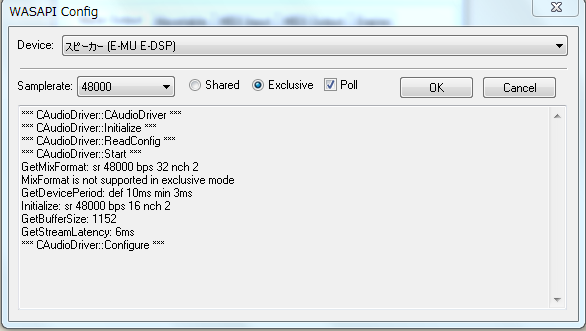 WASAPI Config
Device: スピーカー (E-MU E-DSP)
Samplerate: 48000 Shared Exclusive Poll OK Cancel
*** CAudioDriver::CAudioDriver ***
*** CAudioDriver::Initialize ***
*** CAudioDriver::ReadConfig ***
*** CAudioDriver::Start ***
GetMixFormat: sr 48000 bps 32 nch 2
MixFormat is not supported in exclusive mode
GetDevicePeriod: def 10ms min 3ms
Initialize: sr 48000 bps 16 nch 2
GetBufferSize: 1152
GetStreamLatency: 6ms
*** CAudioDriver::Configure ***